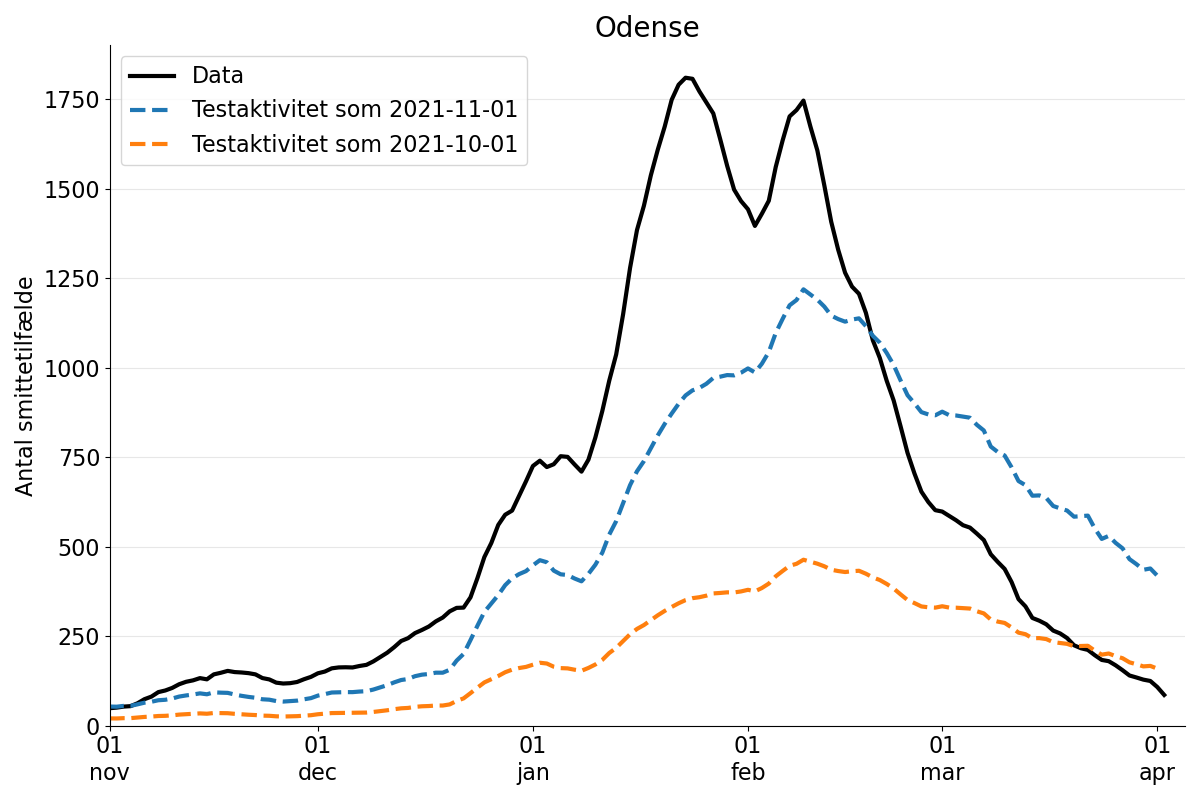 Odense
Data
Testaktivitet som 2021-11-01
Testaktivitet som 2021-10-01
Antal smittetilfælde
1750
1500
1250
1000
750
500
250
0
01 01 01 01 01 01
nov dec jan feb mar apr